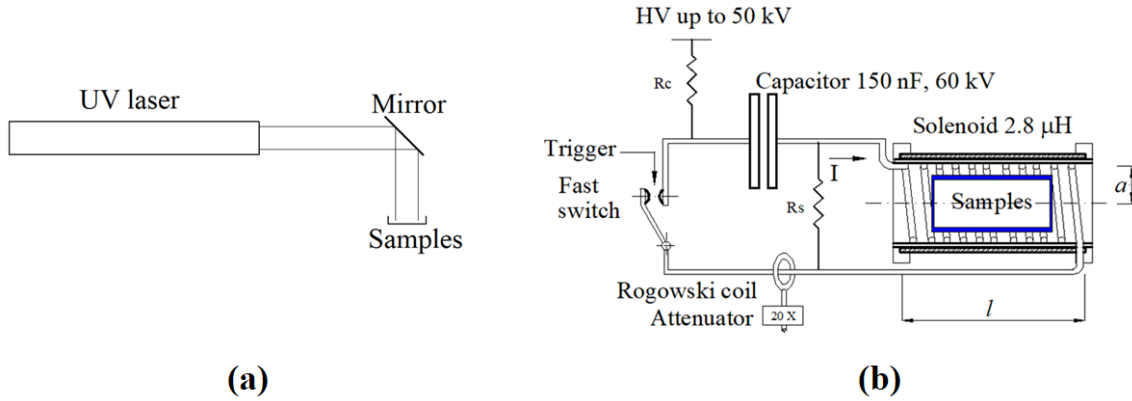 UV laser
Mirror
Samples
(a)
HV up to 50 kV
Rc
Capacitor 150 nF, 60 kV
Solenoid 2.8 μH
Trigger
Fast
switch
I
Rs
Samples
a
Rogowski coil
Attenuator
20 X
l
(b)